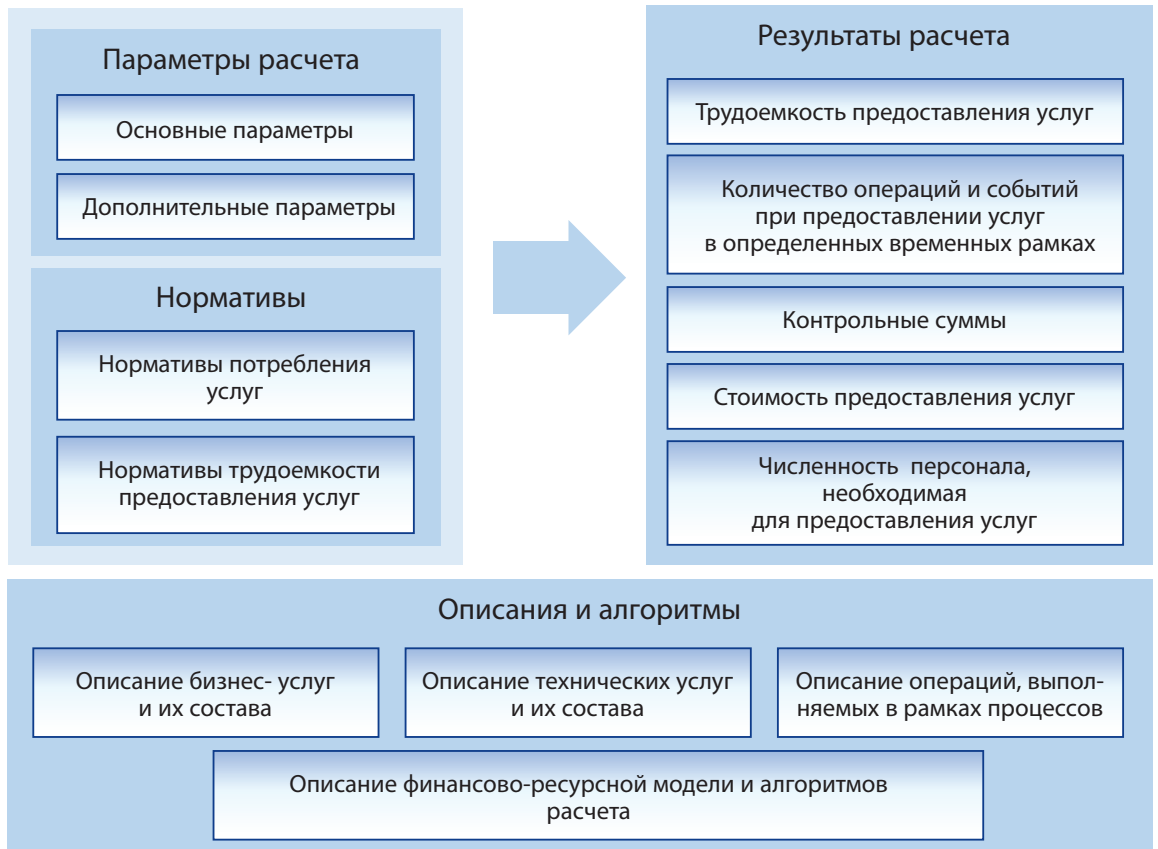 Параметры расчета
Основные параметры
Дополнительные параметры
Нормативы
Нормативы потребления
услуг
Нормативы трудоемкости
предоставления услуг
Результаты расчета
Трудоемкость предоставления услуг
Количество операций и событий
при предоставлении услуг
в определенных временных рамках
Контрольные суммы
Стоимость предоставления услуг
Численность персонала,
необходимая
для предоставления услуг
Описания и алгоритмы
Описание бизнес- услуг
и их состава
Описание технических услуг
и их состава
Описание операций, выпол-
няемых в рамках процессов
Описание финансово-ресурсной модели и алгоритмов
расчета